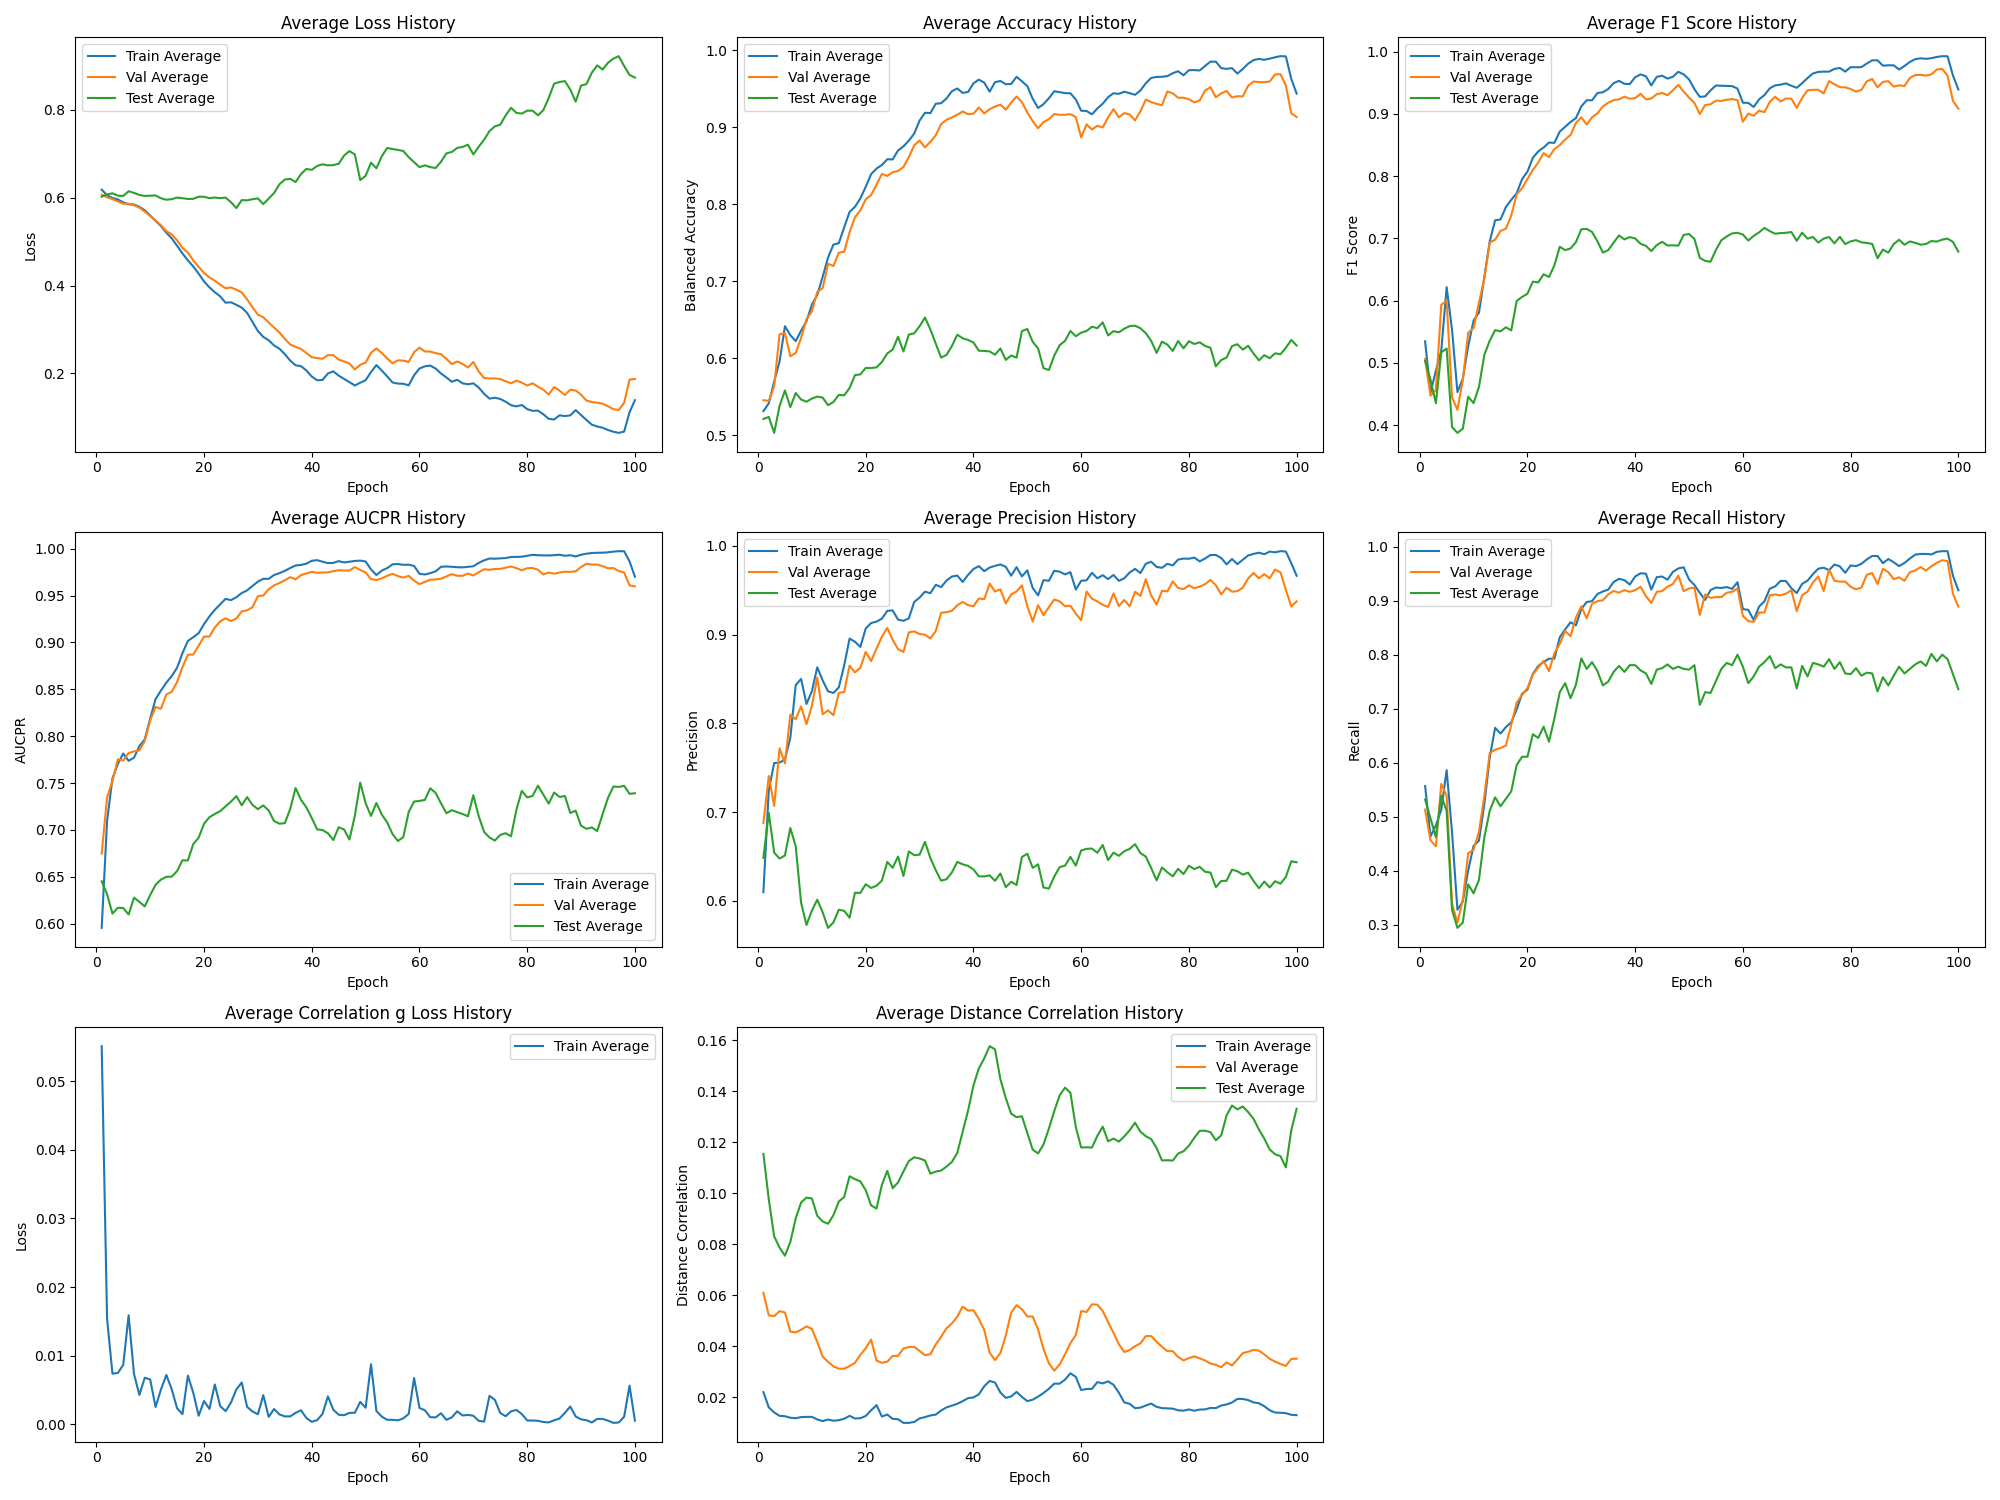 Average Loss History
Train Average
Val Average
Test Average
0.8
0.6
0.4
0.2
Loss
0 20 40 60 80 100
Epoch
Average Accuracy History
Train Average
Val Average
Test Average
1.0
0.9
0.8
0.7
0.6
0.5
Balanced Accuracy
0 20 40 60 80 100
Epoch
Average F1 Score History
Train Average
Val Average
Test Average
1.0
0.9
0.8
0.7
0.6
0.5
0.4
F1 Score
0 20 40 60 80 100
Epoch
Average AUCPR History
1.00
0.95
0.90
0.85
0.80
0.75
0.70
0.65
0.60
AUCPR
Train Average
Val Average
Test Average
0 20 40 60 80 100
Epoch
Average Precision History
Train Average
Val Average
Test Average
1.0
0.9
0.8
0.7
0.6
Precision
0 20 40 60 80 100
Epoch
Average Recall History
Train Average
Val Average
Test Average
1.0
0.9
0.8
0.7
0.6
0.5
0.4
0.3
Recall
0 20 40 60 80 100
Epoch
Average Correlation g Loss History
Train Average
0.05
0.04
0.03
0.02
0.01
0.00
Loss
0 20 40 60 80 100
Epoch
Average Distance Correlation History
Train Average
Val Average
Test Average
0.16
0.14
0.12
0.10
0.08
0.06
0.04
0.02
Distance Correlation
0 20 40 60 80 100
Epoch